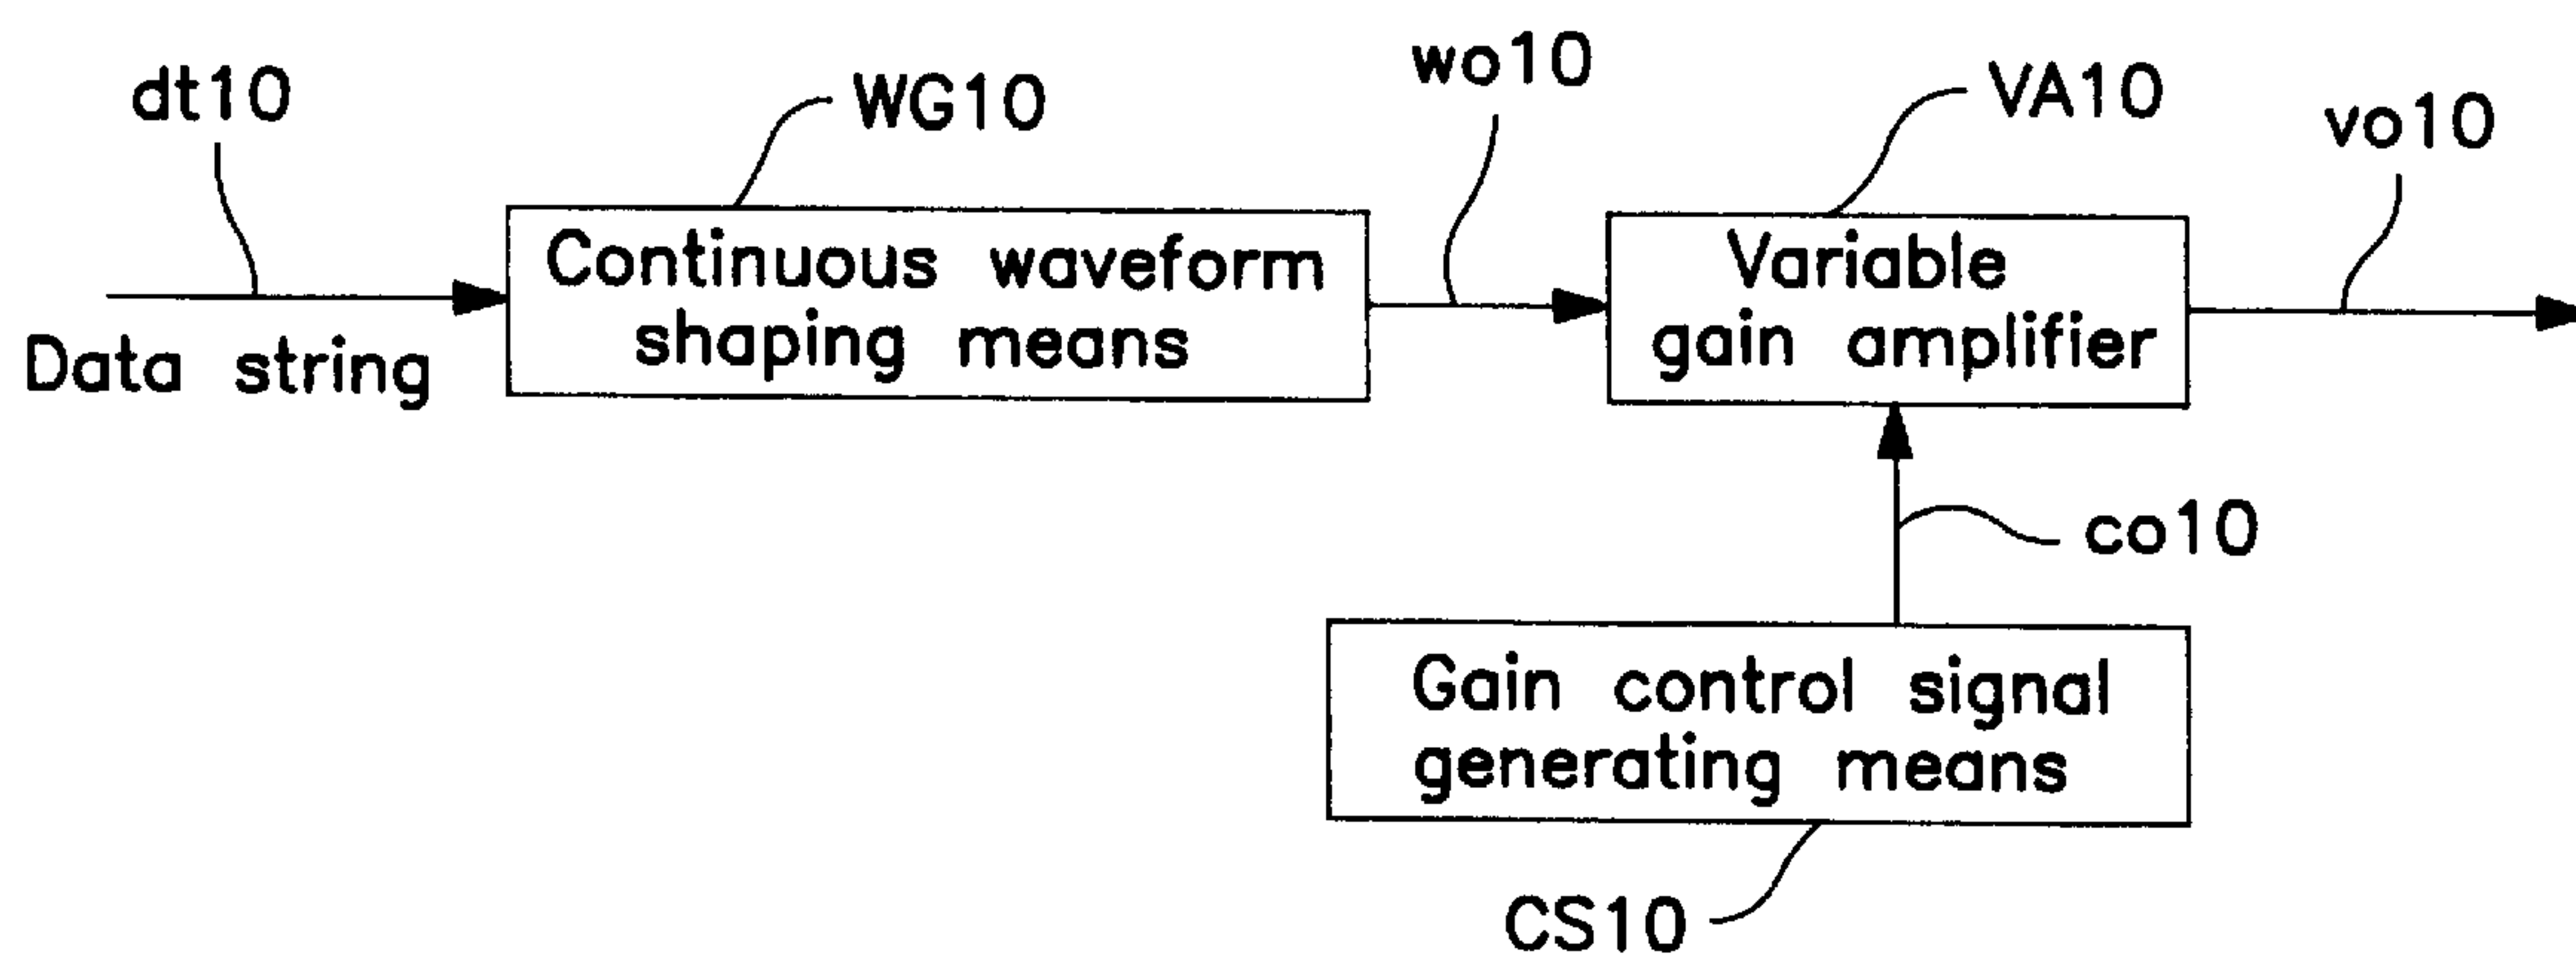 dt10
WG10
wo10
VA10
vo10
Data string
Continuous waveform
shaping means
Variable
gain amplifier
co10
Gain control signal
generating means
CS10